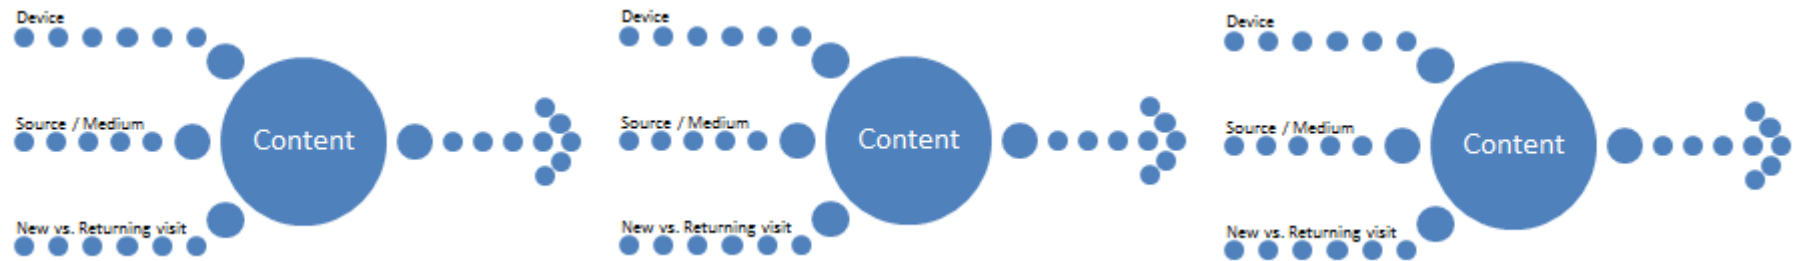 Device
Source / Medium
Content
New vs. Returning visit
Device
Source / Medium
Content
New vs. Returning visit
Device
Source / Medium
Content
New vs. Returning visit